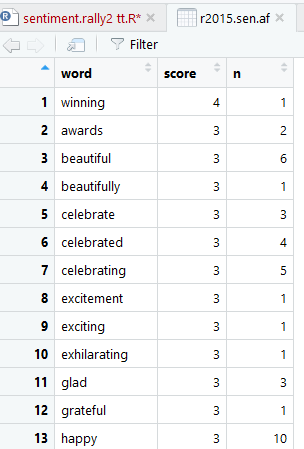 sentiment.rally2 tt.R* r2015.sen.af
Filter
word score n
1 winning 4 1
2 awards 3 2
3 beautiful 3 6
4 beautifully 3 1
5 celebrate 3 3
6 celebrated 3 4
7 celebrating 3 5
8 excitement 3 1
9 exciting 3 1
10 exhilarating 3 1
11 glad 3 3
12 grateful 3 1
13 happy 3 10